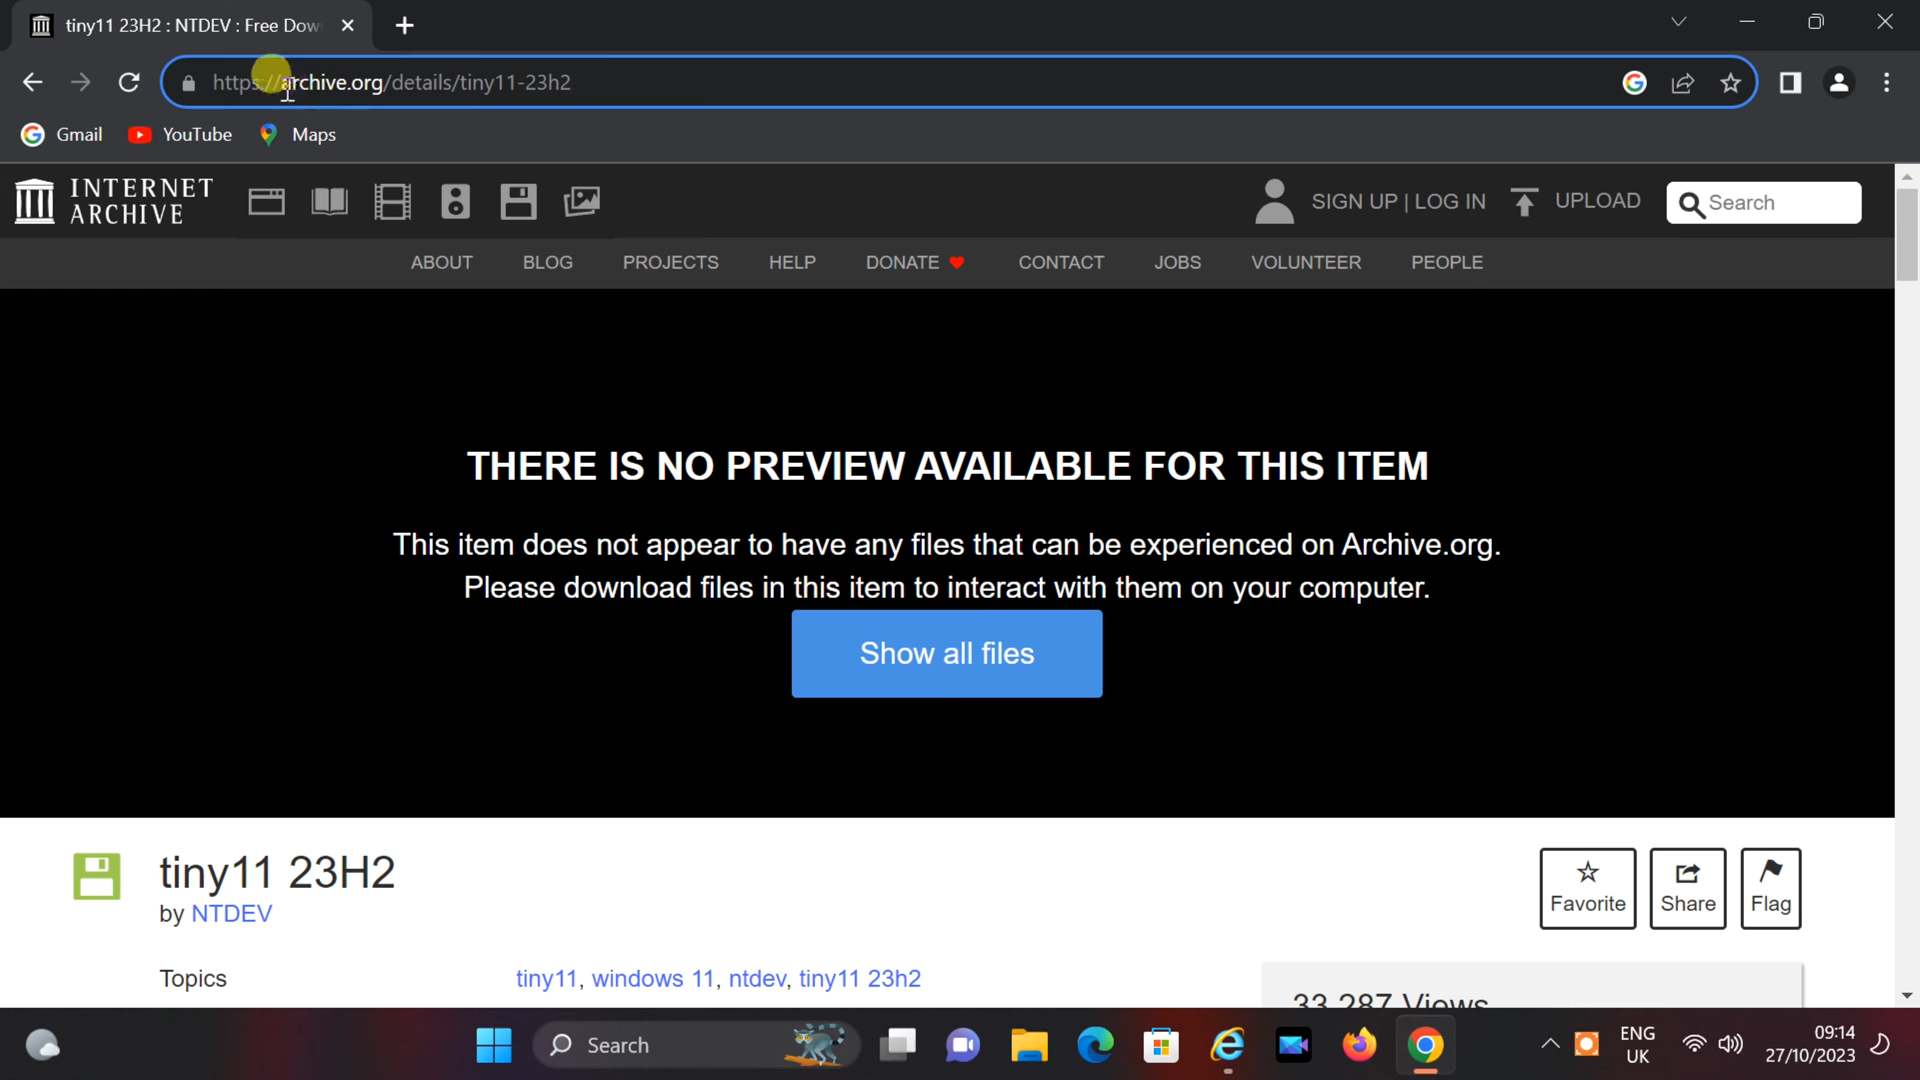 tiny11 23H2 : NTDEV : Free Dow
https://archive.org/details/tiny11-23h2
Gmail
YouTube
Maps
INTERNET
ARCHIVE
SIGN UP | LOG IN
UPLOAD
Search
ABOUT
BLOG
PROJECTS
HELP
DONATE
CONTACT
JOBS
VOLUNTEER
PEOPLE
THERE IS NO PREVIEW AVAILABLE FOR THIS ITEM
This item does not appear to have any files that can be experienced on Archive.org.
Please download files in this item to interact with them on your computer.
Show all files
tiny11 23H2
by NTDEV
Favorite
Share
Flag
Topics
tiny11, windows 11, ntdev, tiny11 23h2
33,287 Views
Search
ENG
UK
09:14
27/10/2023